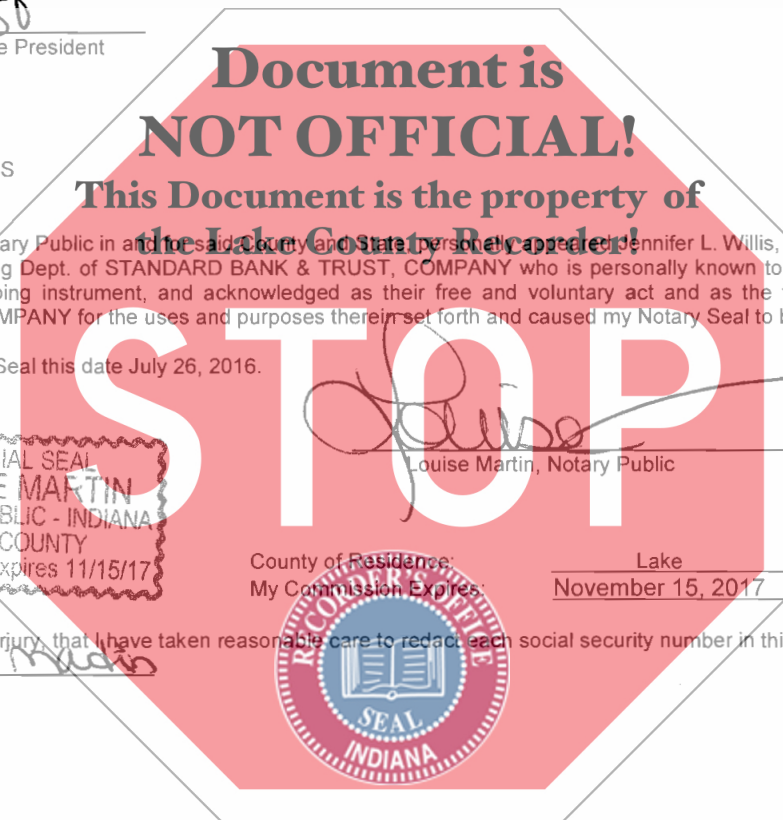 e President
Document is
NOT OFFICIAL!
S
This Document is the property of
the Lake County Recorder!
ary Public in and for said County and State, personally appeared Jennifer L. Willis,
g Dept. of STANDARD BANK & TRUST, COMPANY who is personally known to
ing instrument, and acknowledged as their free and voluntary act and as the
MPANY for the uses and purposes therein set forth and caused my Notary Seal to b
STOP
Seal this date July 26, 2016.
Louise
Louise Martin, Notary Public
IAL SEAL
E MARTIN
BLIC - INDIANA
COUNTY
xpires 11/15/17
County of Residence: Lake
My Commission Expires: November 15, 2017
rjury, that I have taken reasonable care to redact each social security number in thi
RECORDER'S OFFICE
SEAL
INDIANA